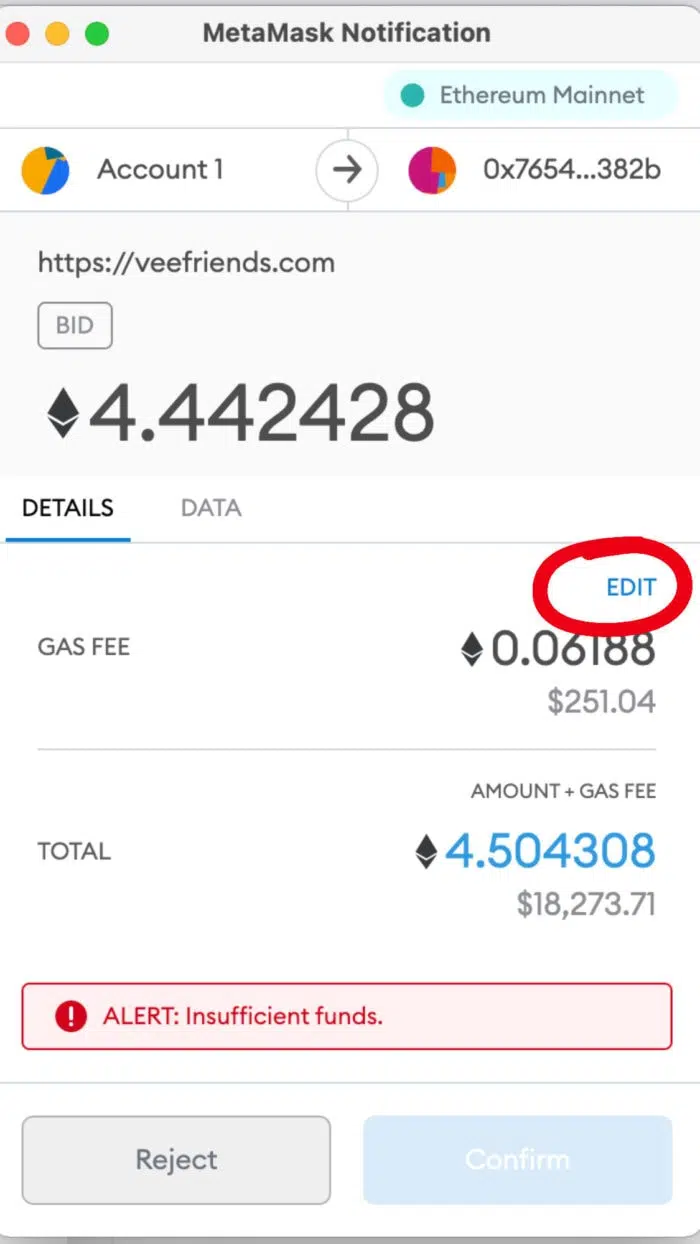 MetaMask Notification
Ethereum Mainnet
Account 1
0x7654...382b
https://veefriends.com
BID
4.442428
DETAILS DATA
EDIT
GAS FEE
0.06188
$251.04
AMOUNT + GAS FEE
TOTAL
4.504308
$18,273.71
ALERT: Insufficient funds.
Reject
Confirm